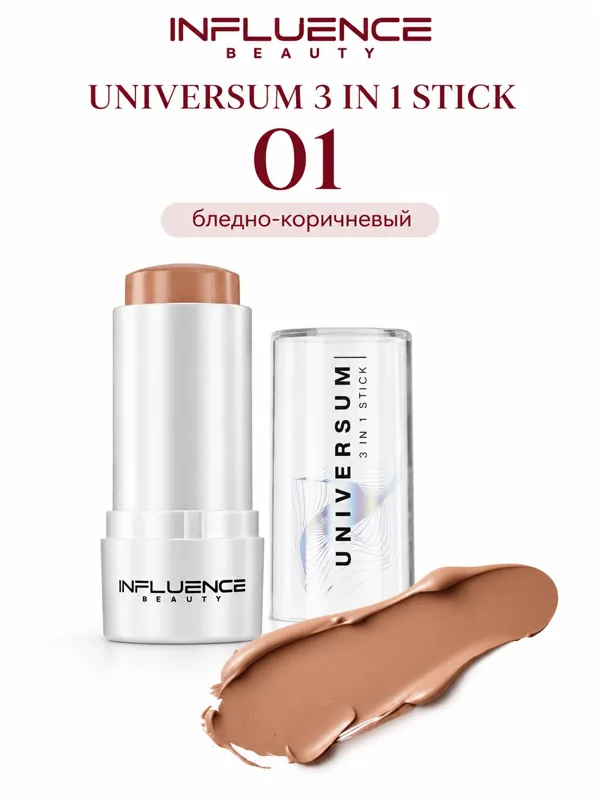 INFLUENCE
BEAUTY
UNIVERSUM 3 IN 1 STICK
01
бледно-коричневый
UNIVERSUM
3 IN 1 STICK
INFLUENCE
BEAUTY